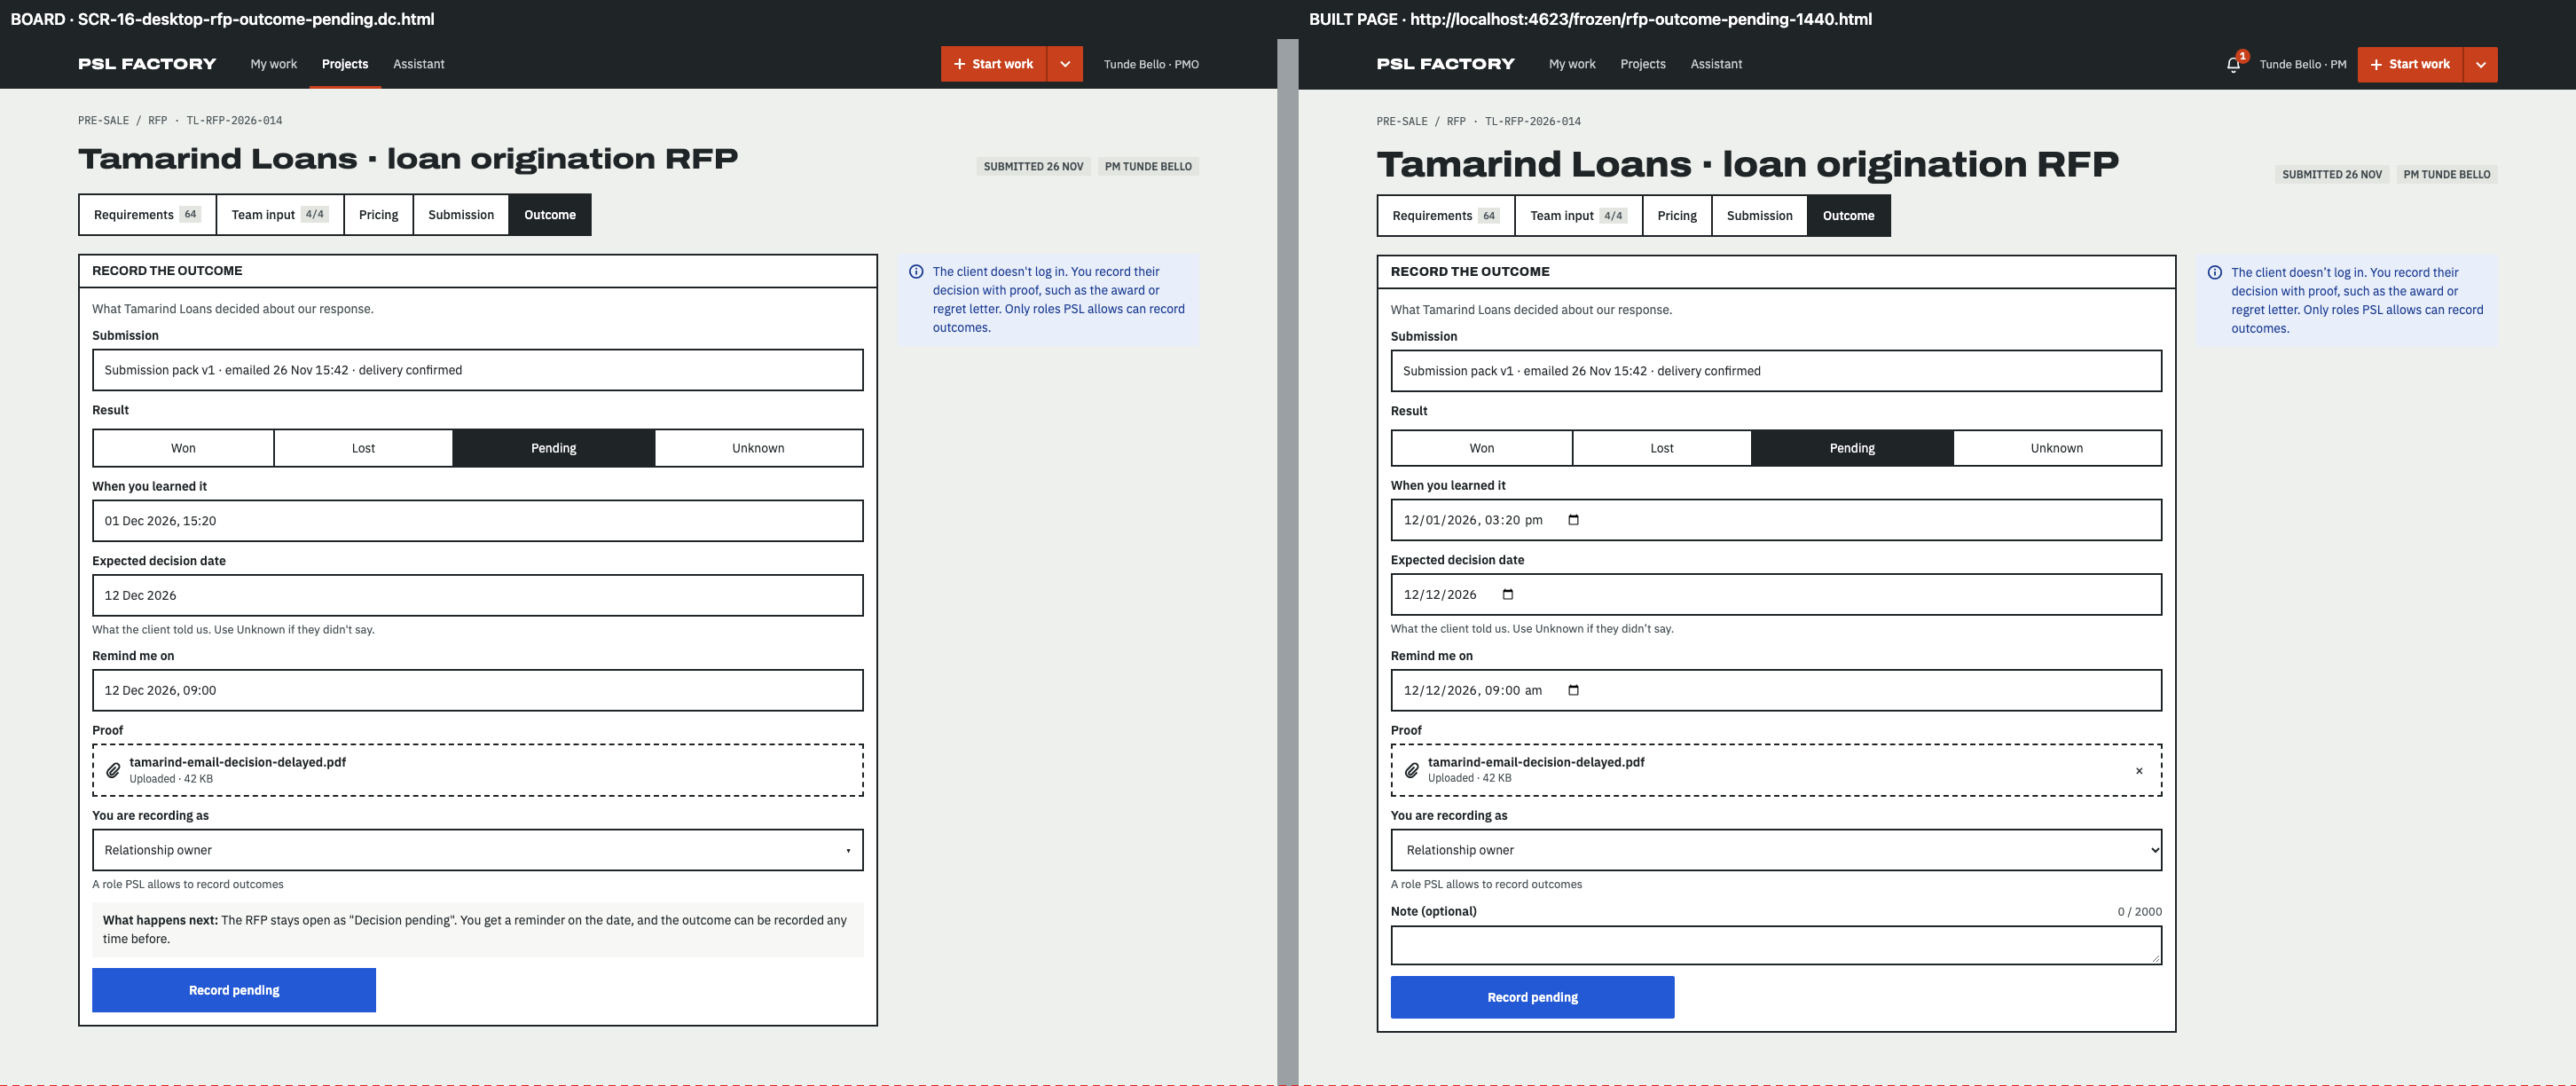 BOARD · SCR-16-desktop-rfp-outcome-pending.dc.html
PSL FACTORY
My work
Projects
Assistant
+ Start work
Tunde Bello · PMO
PRE-SALE / RFP · TL-RFP-2026-014
Tamarind Loans · loan origination RFP
SUBMITTED 26 NOV
PM TUNDE BELLO
Requirements 64
Team input 4/4
Pricing
Submission
Outcome
RECORD THE OUTCOME
What Tamarind Loans decided about our response.
Submission
Submission pack v1 · emailed 26 Nov 15:42 · delivery confirmed
Result
Won
Lost
Pending
Unknown
When you learned it
01 Dec 2026, 15:20
Expected decision date
12 Dec 2026
What the client told us. Use Unknown if they didn't say.
Remind me on
12 Dec 2026, 09:00
Proof
tamarind-email-decision-delayed.pdf
Uploaded · 42 KB
You are recording as
Relationship owner
A role PSL allows to record outcomes
What happens next: The RFP stays open as "Decision pending". You get a reminder on the date, and the outcome can be recorded any
time before.
Record pending
The client doesn't log in. You record their
decision with proof, such as the award or
regret letter. Only roles PSL allows can record
outcomes.
BUILT PAGE · http://localhost:4623/frozen/rfp-outcome-pending-1440.html
PSL FACTORY
My work
Projects
Assistant
1
Tunde Bello · PM
+ Start work
PRE-SALE / RFP · TL-RFP-2026-014
Tamarind Loans · loan origination RFP
SUBMITTED 26 NOV
PM TUNDE BELLO
Requirements 64
Team input 4/4
Pricing
Submission
Outcome
RECORD THE OUTCOME
What Tamarind Loans decided about our response.
Submission
Submission pack v1 · emailed 26 Nov 15:42 · delivery confirmed
Result
Won
Lost
Pending
Unknown
When you learned it
12/01/2026, 03:20 pm
Expected decision date
12/12/2026
What the client told us. Use Unknown if they didn’t say.
Remind me on
12/12/2026, 09:00 am
Proof
tamarind-email-decision-delayed.pdf
Uploaded · 42 KB
×
You are recording as
Relationship owner
A role PSL allows to record outcomes
Note (optional)
0 / 2000
Record pending
The client doesn’t log in. You record their
decision with proof, such as the award or
regret letter. Only roles PSL allows can record
outcomes.